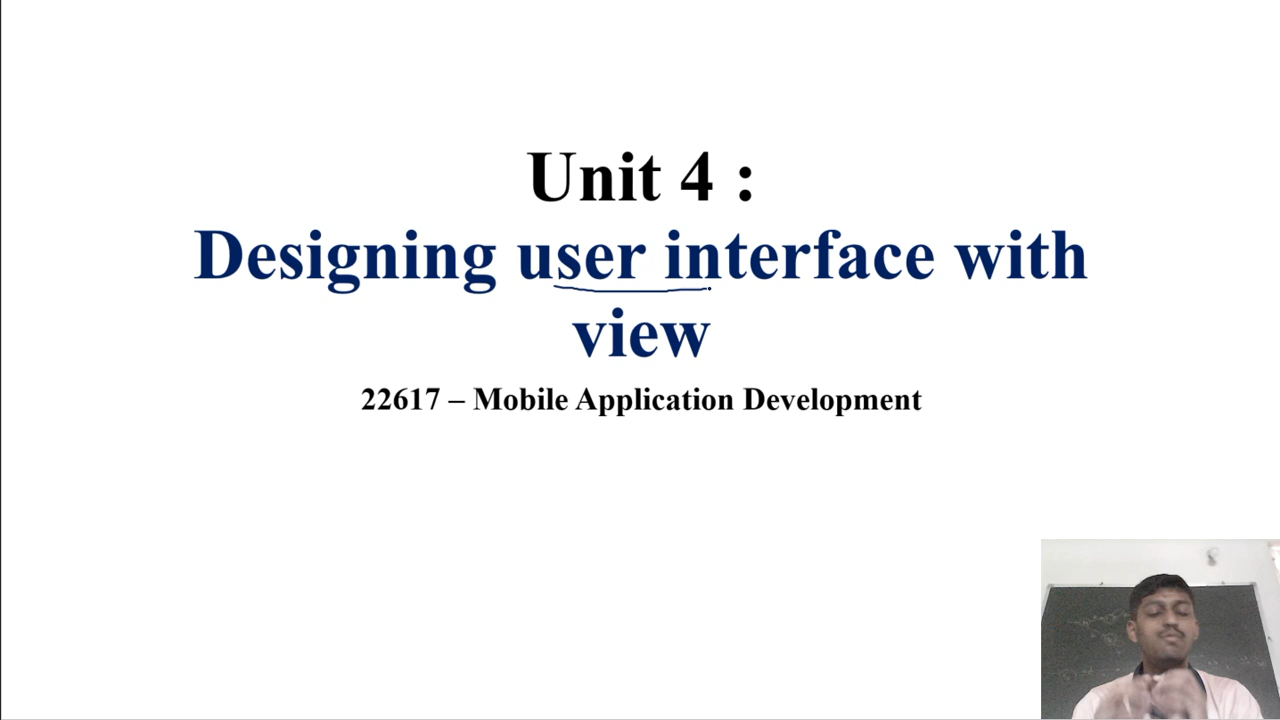 Unit 4 :
Designing user interface with
view
22617 – Mobile Application Development